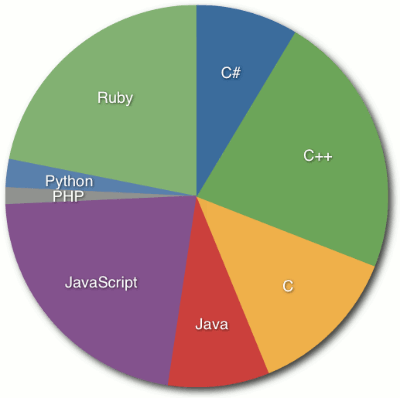 C#
Ruby
C++
Python
PHP
JavaScript
C
Java